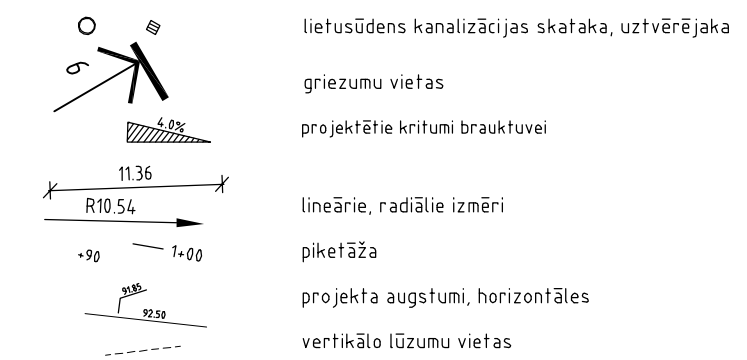 lietusūdens kanalizācijas skataka, uztvērējaka
6
griezumu vietas
4.0%
projektētie kritumi brauktuvei
11.36
R10.54
lineārie, radiālie izmēri
+90 1+00
piketāža
91.85
projekta augstumi, horizontāles
92.50
vertikālo lūzumu vietas